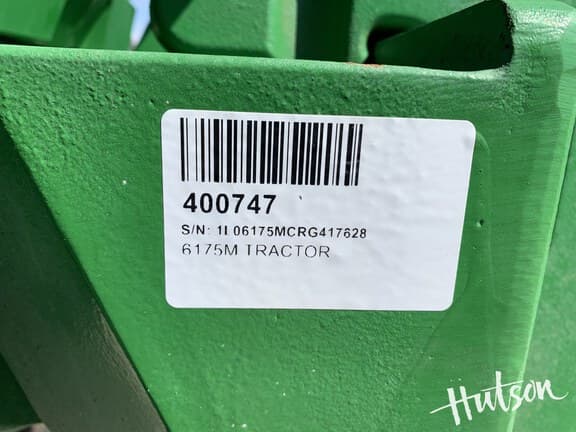 400747
S/N: 1L06175MCRG417628
6175M TRACTOR
Hutson